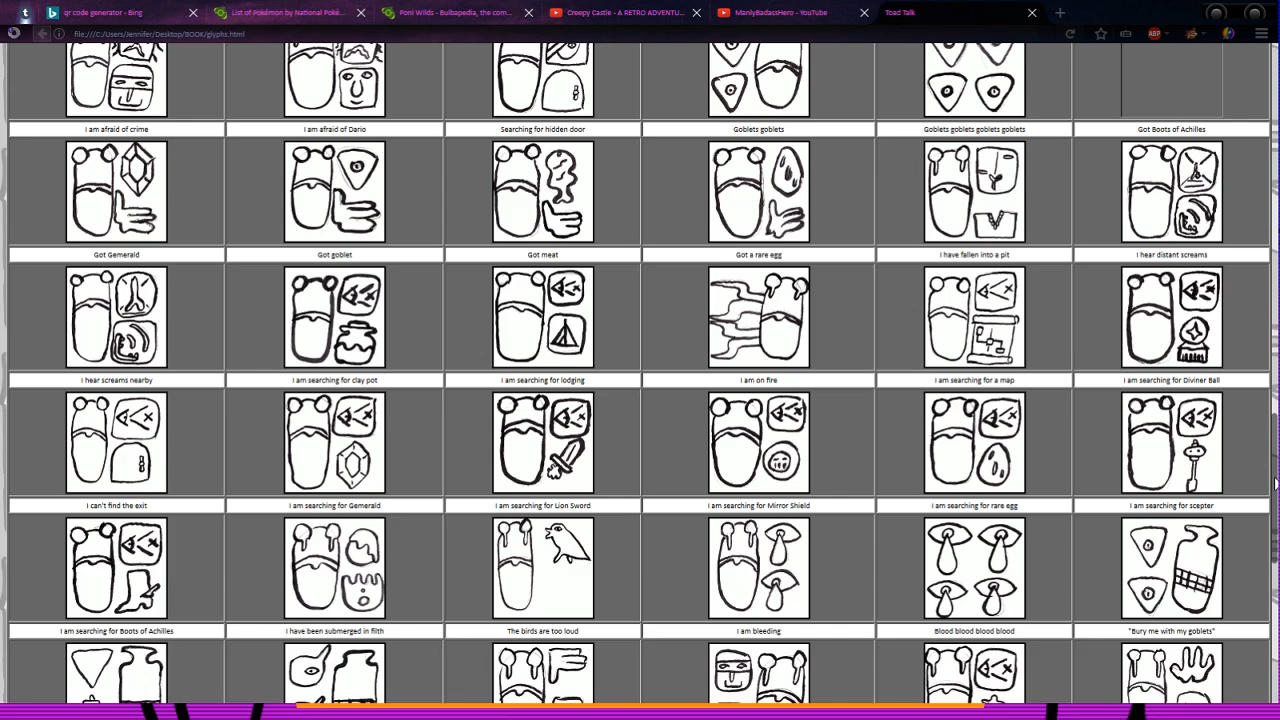 qr code generator - Bing
List of Pokémon by National Poké
Poni Wilds - Bulbapedia, the com
Creepy Castle - A RETRO ADVENTU
ManlyBadassHero - YouTube
Toad Talk
file:///C:/Users/Jennifer/Desktop/BOOK/glyphs.html
ABP
I am afraid of crime
I am afraid of Dario
Searching for hidden door
Goblets goblets
Goblets goblets goblets goblets
Got Boots of Achilles
Got Gemerald
Got goblet
Got meat
Got a rare egg
I have fallen into a pit
I hear distant screams
I hear screams nearby
I am searching for clay pot
I am searching for lodging
I am on fire
I am searching for a map
I am searching for Diviner Ball
I can't find the exit
I am searching for Gemerald
I am searching for Lion Sword
I am searching for Mirror Shield
I am searching for rare egg
I am searching for scepter
I am searching for Boots of Achilles
I have been submerged in filth
The birds are too loud
I am bleeding
Blood blood blood blood
"Bury me with my goblets"